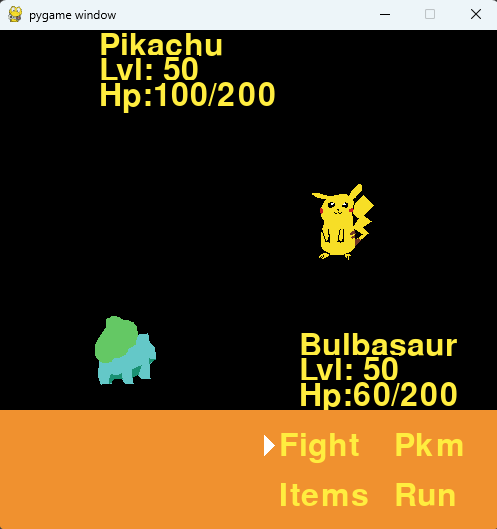 pygame window
Pikachu
Lvl: 50
Hp:100/200
Bulbasaur
Lvl: 50
Hp:60/200
Fight Pkm
Items Run